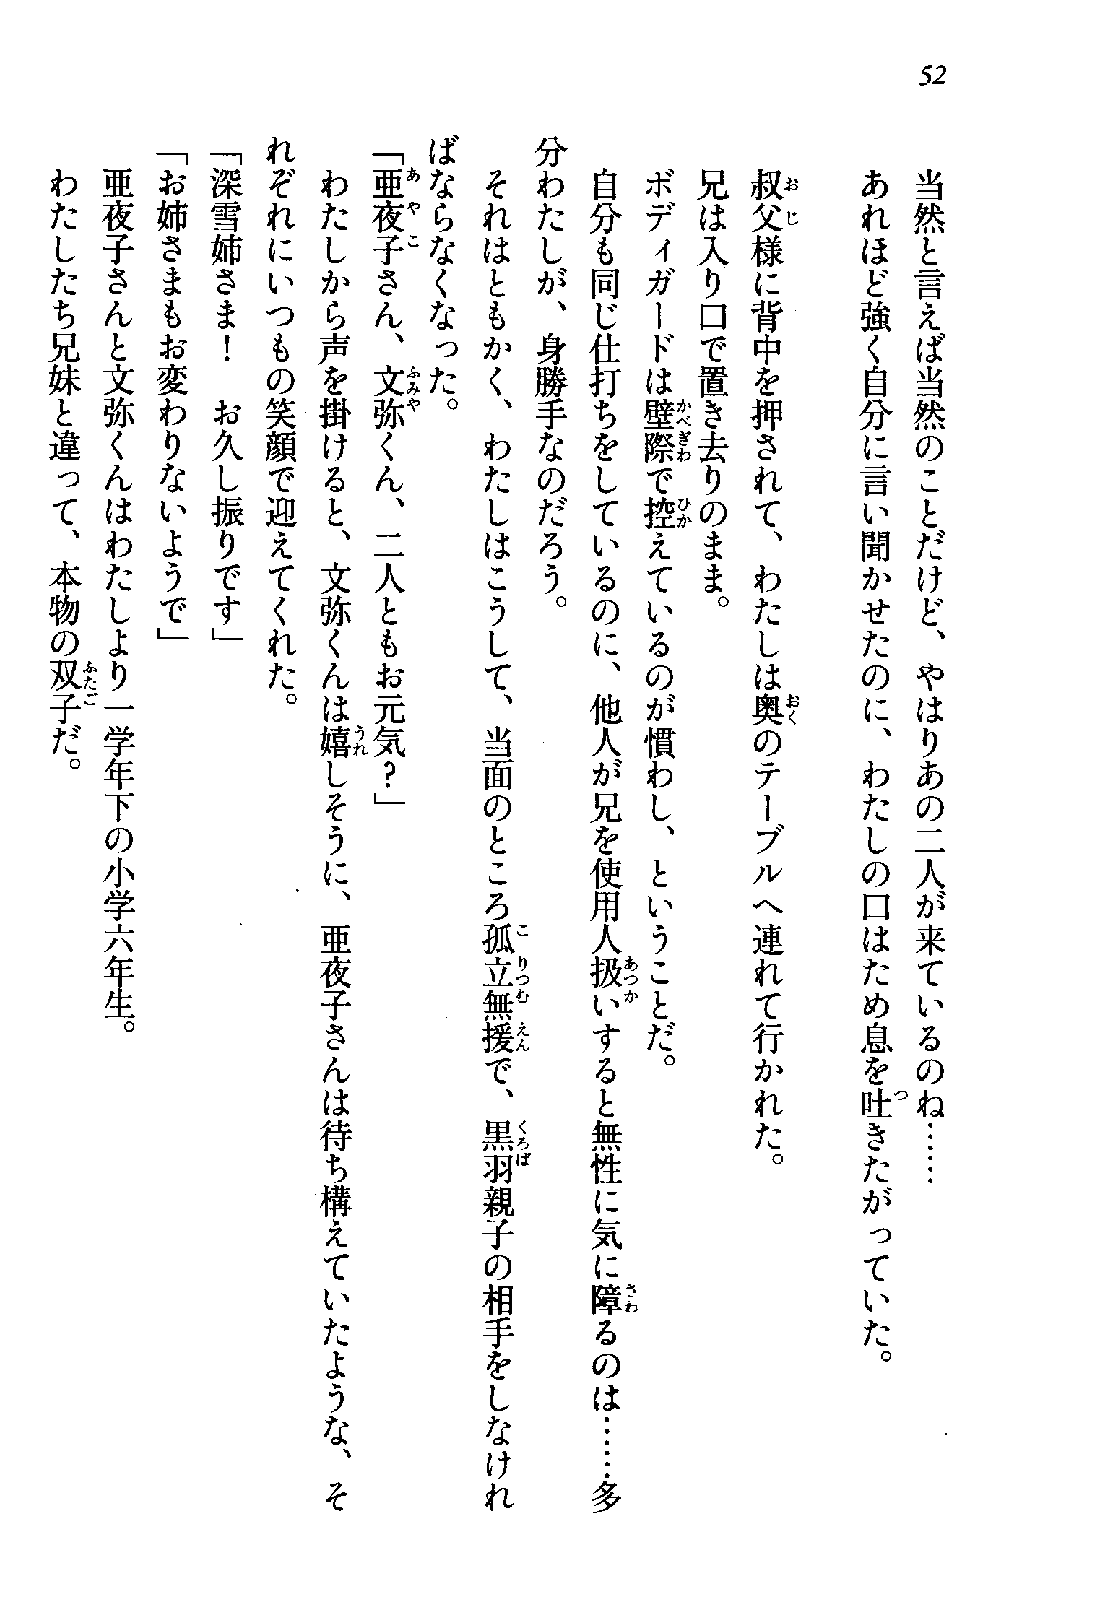 52
当然と言えば当然のことだけど、やはりあの二人が来ているのね……
あれほど強く自分に言い聞かせたのに、わたしの口はため息を吐きたがっていた。
叔父様に背中を押されて、わたしは奥のテーブルへ連れて行かれた。
兄は入り口で置き去りのまま。
ボディガードは壁際で控えているのが慣わし、ということだ。
自分も同じ仕打ちをしているのに、他人が兄を使用人扱いすると無性に気に障るのは……多
分わたしが、身勝手なのだろう。
それはともかく、わたしはこうして、当面のところ孤立無援で、黒羽親子の相手をしなけれ
ばならなくなった。
「亜夜子さん、文弥くん、二人ともお元気？」
わたしから声を掛けると、文弥くんは嬉しそうに、亜夜子さんは待ち構えていたような、そ
れぞれにいつもの笑顔で迎えてくれた。
「深雪姉さま！　お久し振りです」
「お姉さまもお変わりないようで」
亜夜子さんと文弥くんはわたしより一学年下の小学六年生。
わたしたち兄妹と違って、本物の双子だ。